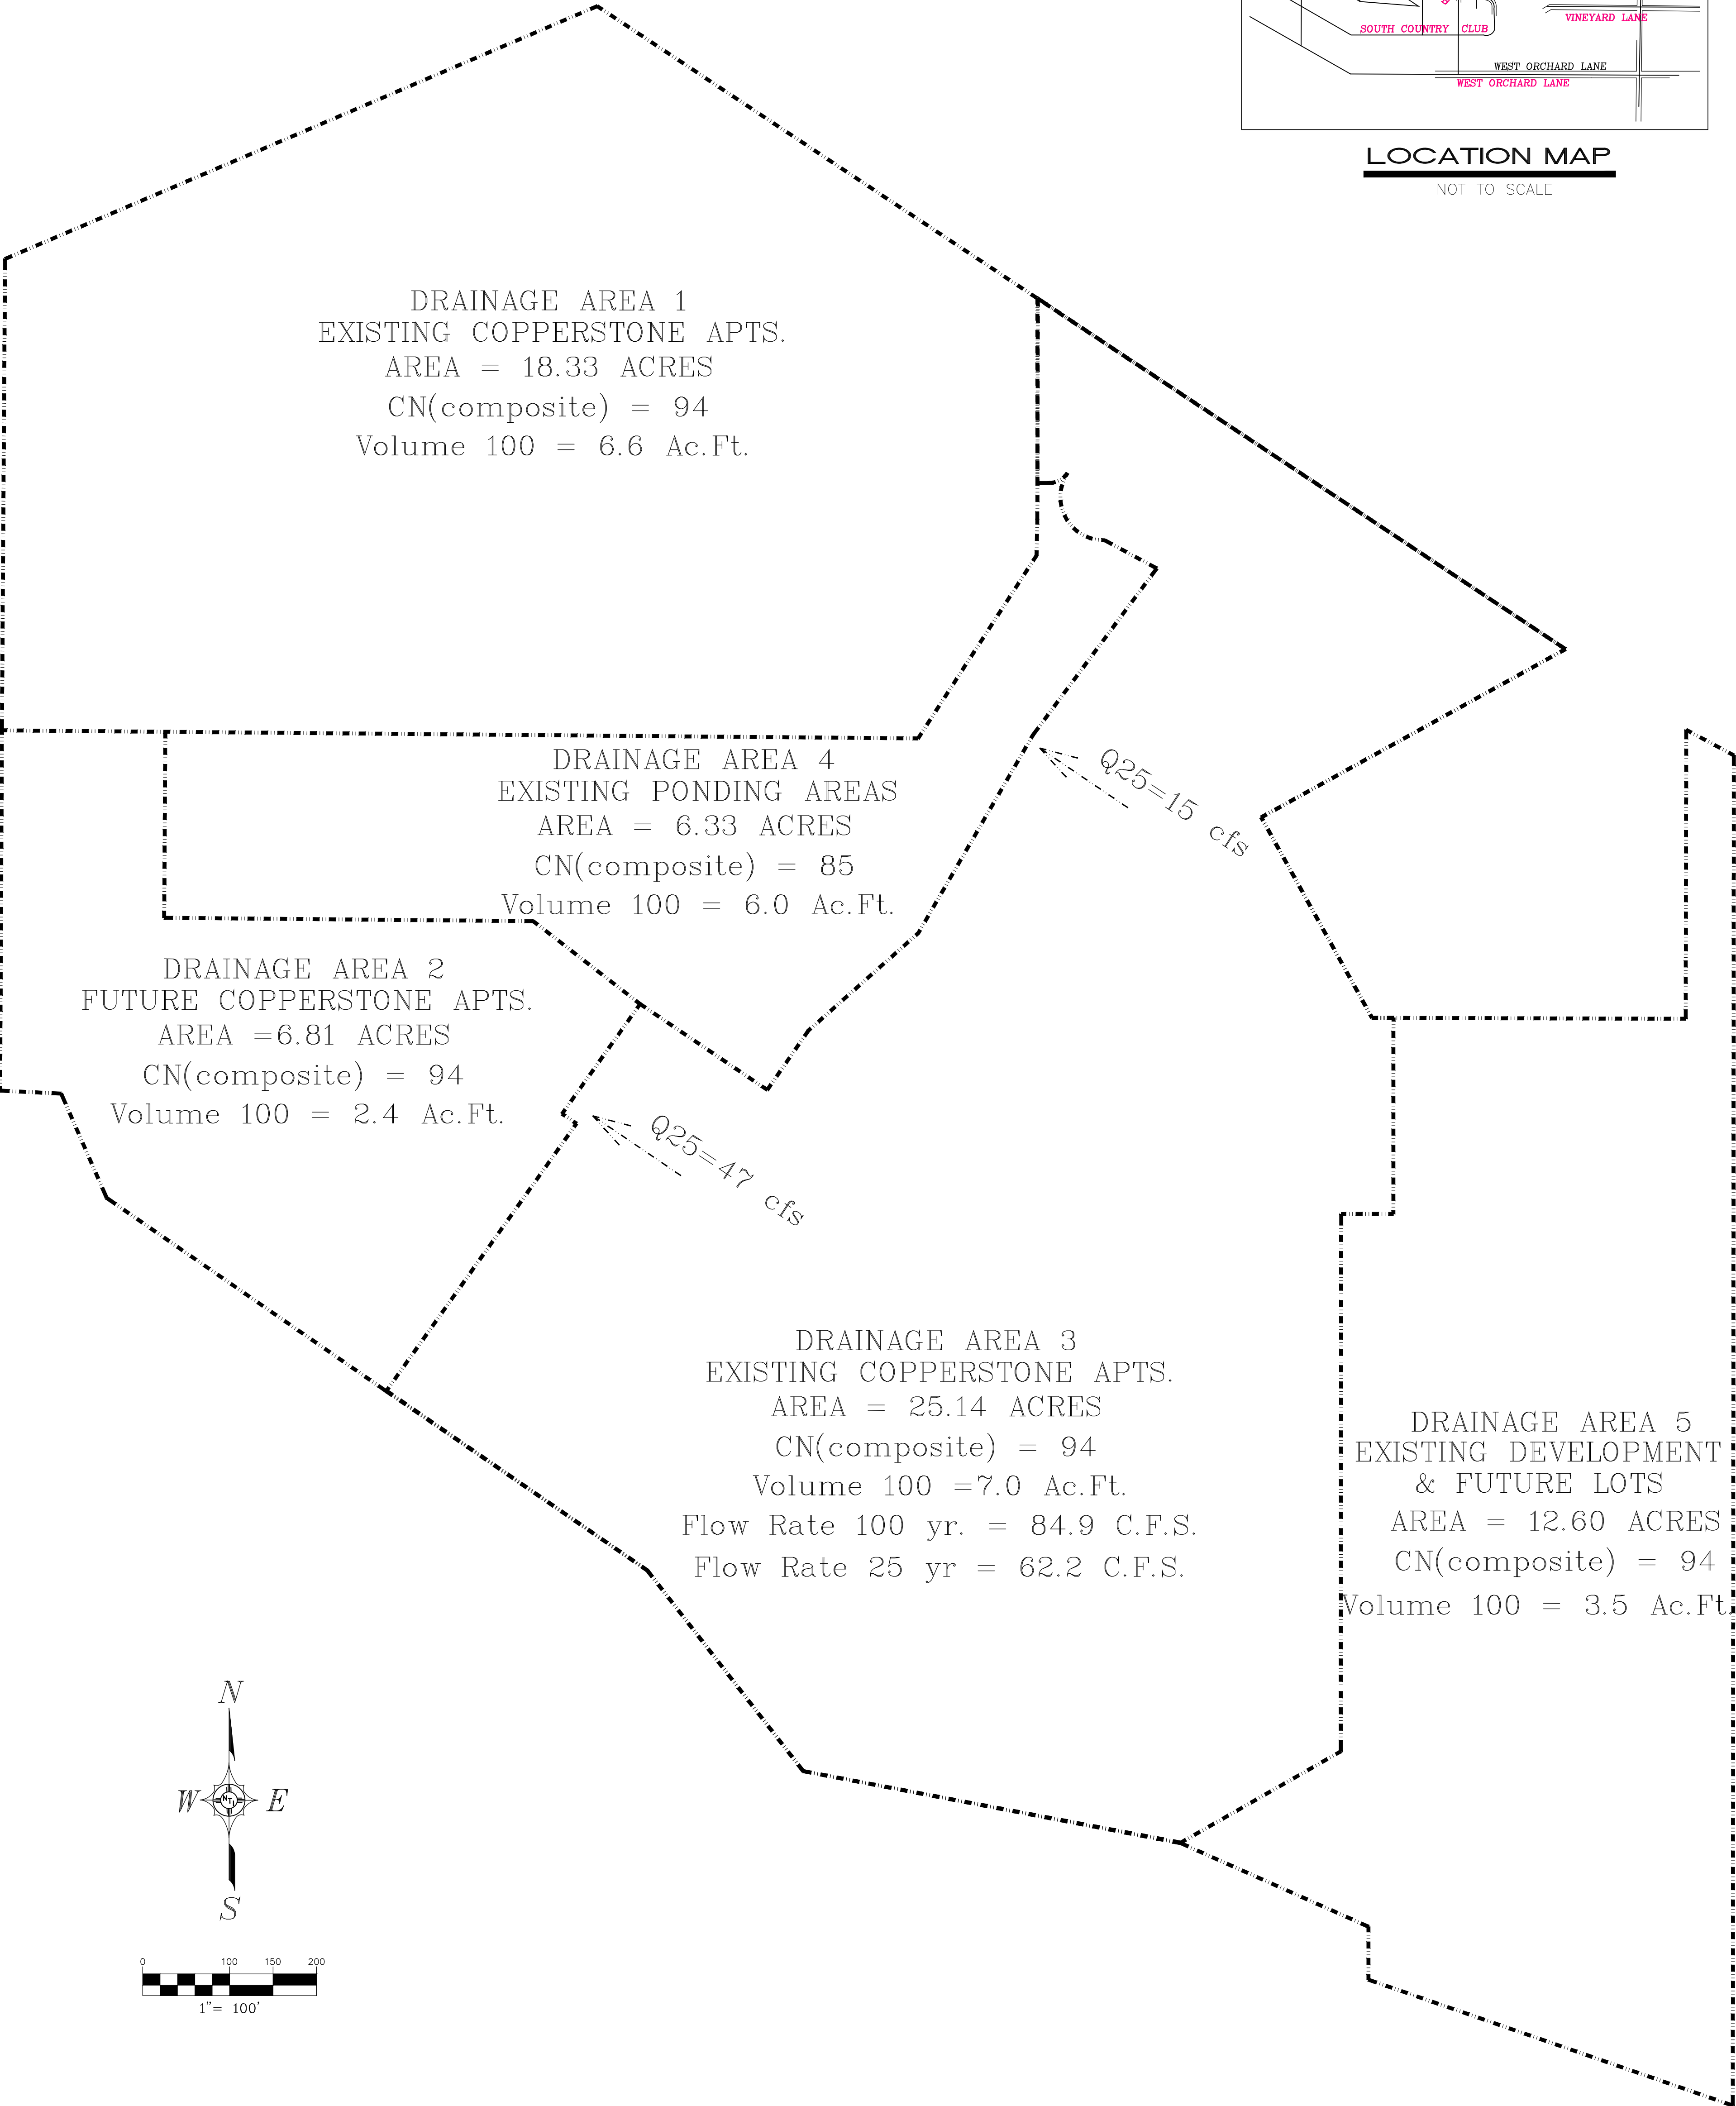 VINEYARD LANE
SOUTH COUNTRY CLUB
WEST ORCHARD LANE
WEST ORCHARD LANE
LOCATION MAP
NOT TO SCALE
DRAINAGE AREA 1
EXISTING COPPERSTONE APTS.
AREA = 18.33 ACRES
CN(composite) = 94
Volume 100 = 6.6 Ac.Ft.
DRAINAGE AREA 4
EXISTING PONDING AREAS
AREA = 6.33 ACRES
CN(composite) = 85
Volume 100 = 6.0 Ac.Ft.
Q25=15 cfs
DRAINAGE AREA 2
FUTURE COPPERSTONE APTS.
AREA =6.81 ACRES
CN(composite) = 94
Volume 100 = 2.4 Ac.Ft.
Q25=47 cfs
DRAINAGE AREA 3
EXISTING COPPERSTONE APTS.
AREA = 25.14 ACRES
CN(composite) = 94
Volume 100 =7.0 Ac.Ft.
Flow Rate 100 yr. = 84.9 C.F.S.
Flow Rate 25 yr = 62.2 C.F.S.
DRAINAGE AREA 5
EXISTING DEVELOPMENT
& FUTURE LOTS
AREA = 12.60 ACRES
CN(composite) = 94
Volume 100 = 3.5 Ac.Ft.
N
W E
NTI
S
0 100 150 200
1"= 100'